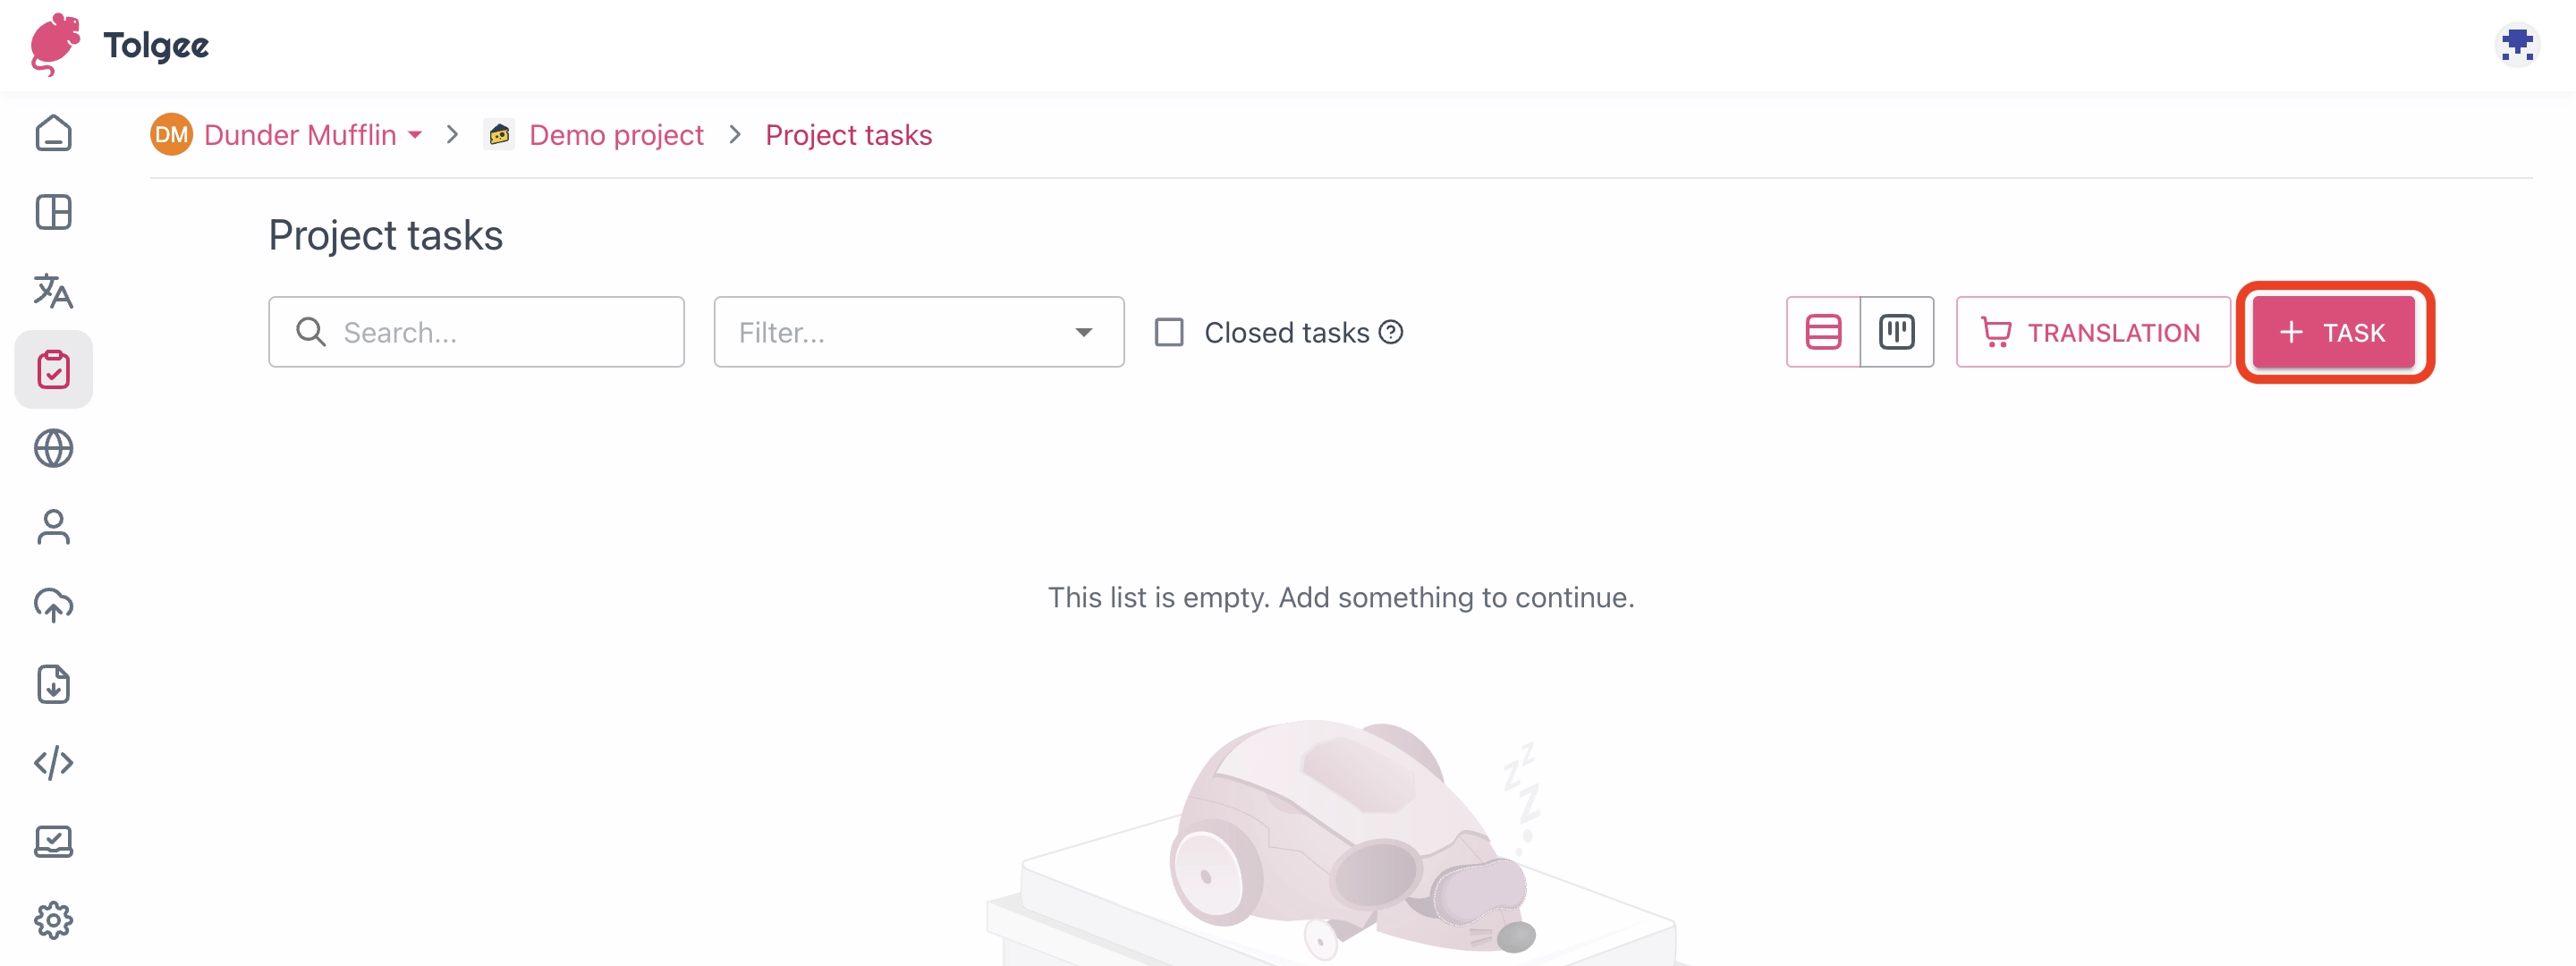 Tolgee
DM Dunder Mufflin > Demo project > Project tasks
Project tasks
Search... Filter... Closed tasks TRANSLATION + TASK
This list is empty. Add something to continue.
z
z
z